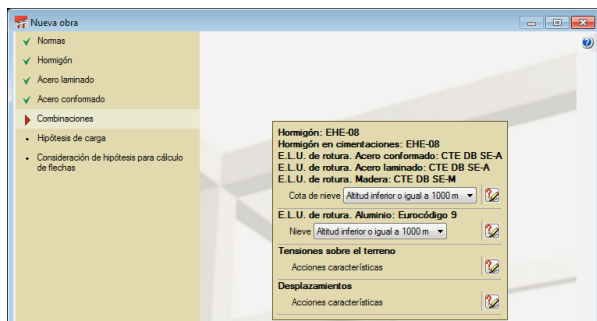 Nueva obra
Normas
Hormigón
Acero laminado
Acero conformado
Combinaciones
Hipótesis de carga
Consideración de hipótesis para cálculo
de flechas
Hormigón: EHE-08
Hormigón en cimentaciones: EHE-08
E.L.U. de rotura. Acero conformado: CTE DB SE-A
E.L.U. de rotura. Acero laminado: CTE DB SE-A
E.L.U. de rotura. Madera: CTE DB SE-M
Cota de nieve Altitud inferior o igual a 1000 m
E.L.U. de rotura. Aluminio: Eurocódigo 9
Nieve Altitud inferior o igual a 1000 m
Tensiones sobre el terreno
Acciones características
Desplazamientos
Acciones características